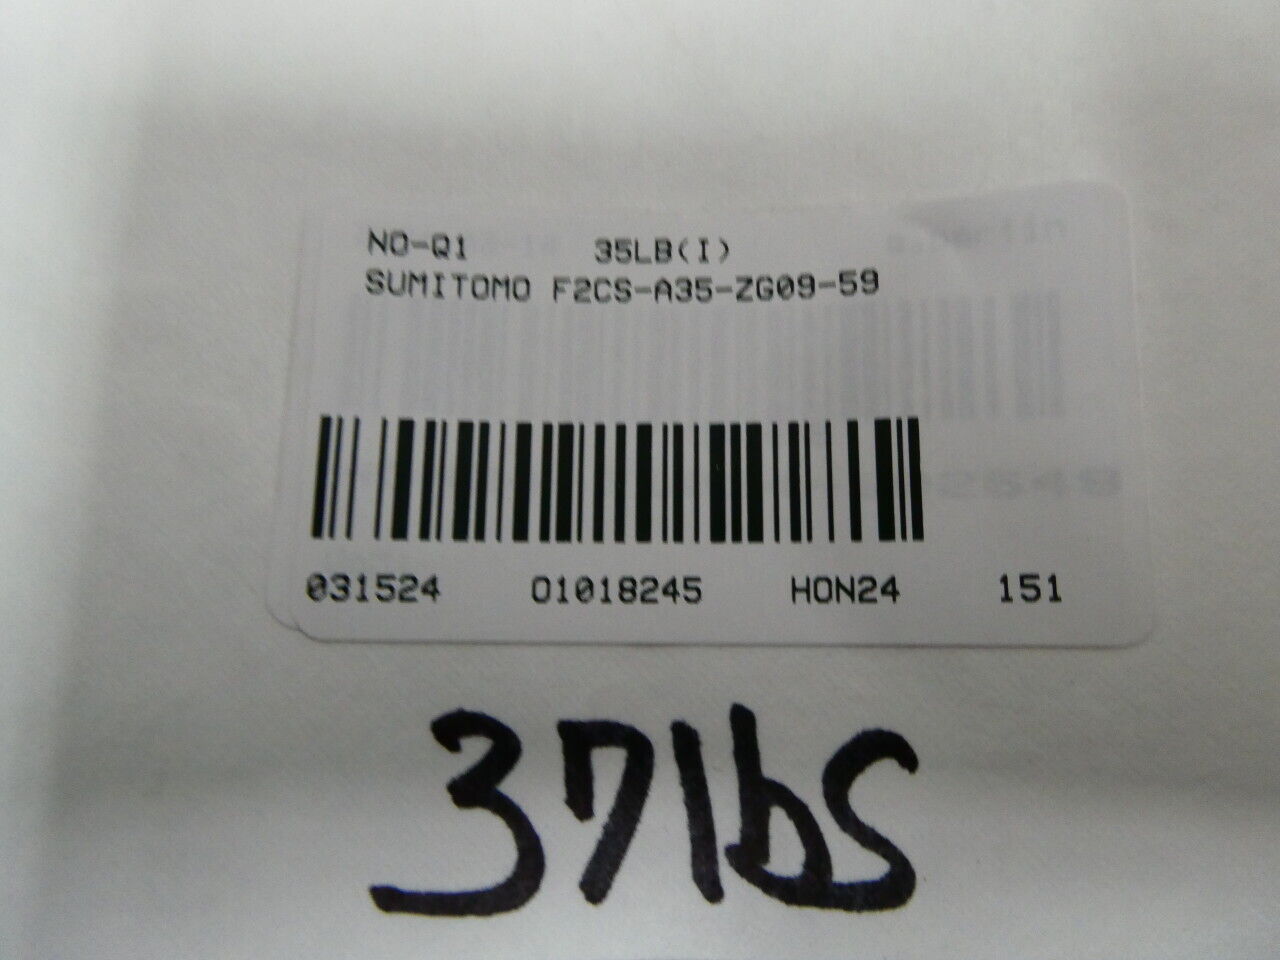 NO-Q1 35LB(I)
SUMITOMO F2CS-A35-ZG09-59
031524 01018245 HON24 151
37lbs